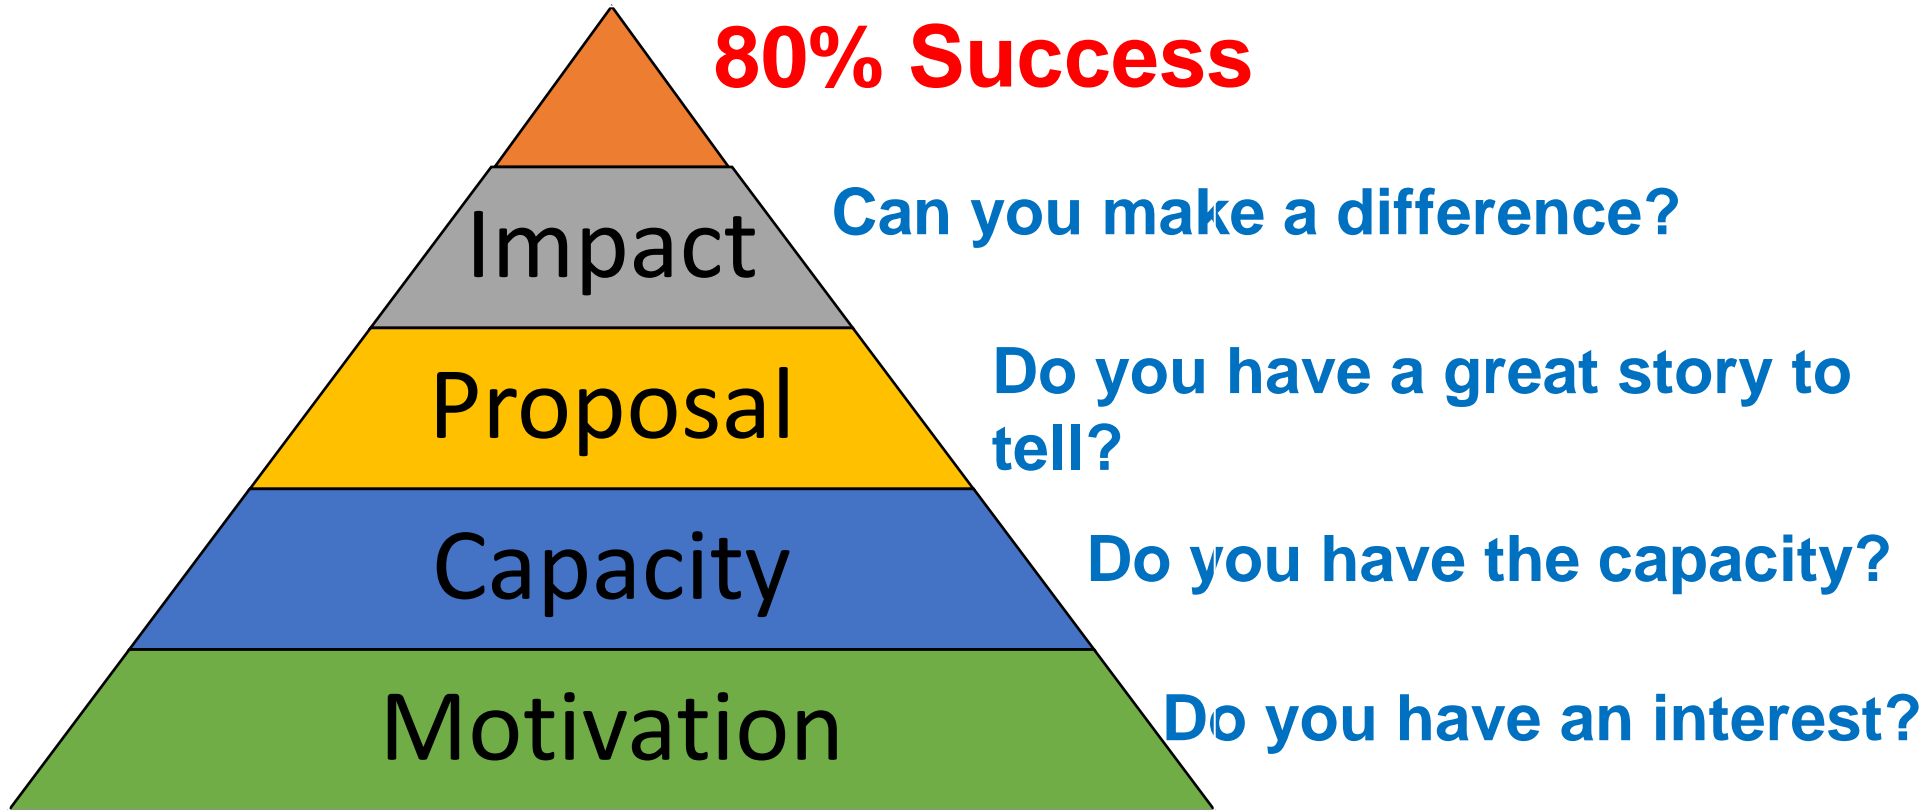 80% Success
Impact
Can you make a difference?
Proposal
Do you have a great story to
tell?
Capacity
Do you have the capacity?
Motivation
Do you have an interest?